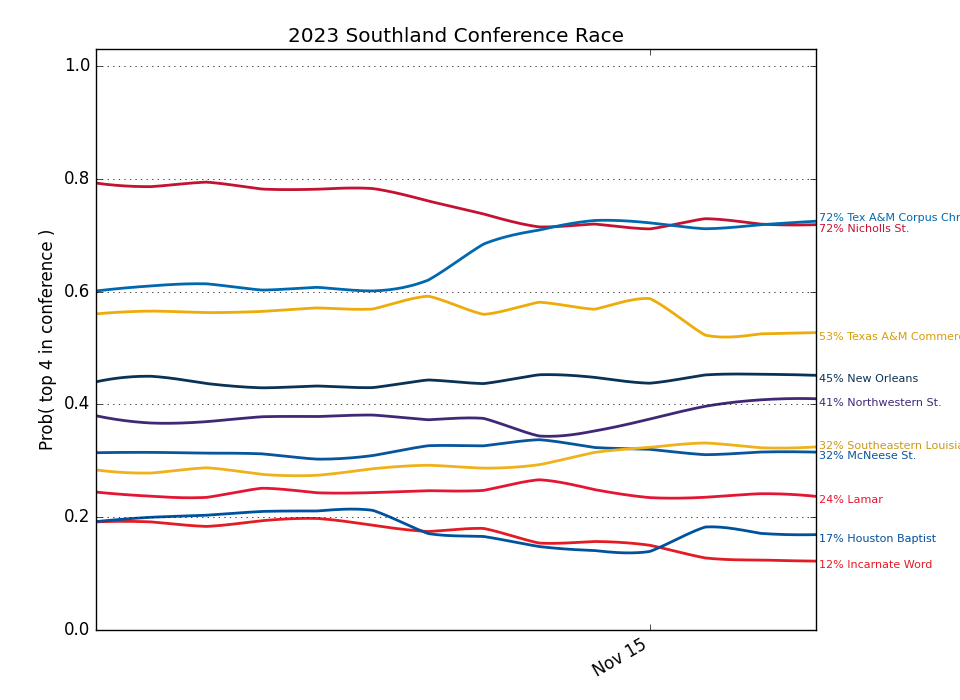 2023 Southland Conference Race
Prob( top 4 in conference )
1.0
0.8
0.6
0.4
0.2
0.0
Nov 15
72% Tex A&M Corpus Chr
72% Nicholls St.
53% Texas A&M Commer
45% New Orleans
41% Northwestern St.
32% Southeastern Louisia
32% McNeese St.
24% Lamar
17% Houston Baptist
12% Incarnate Word